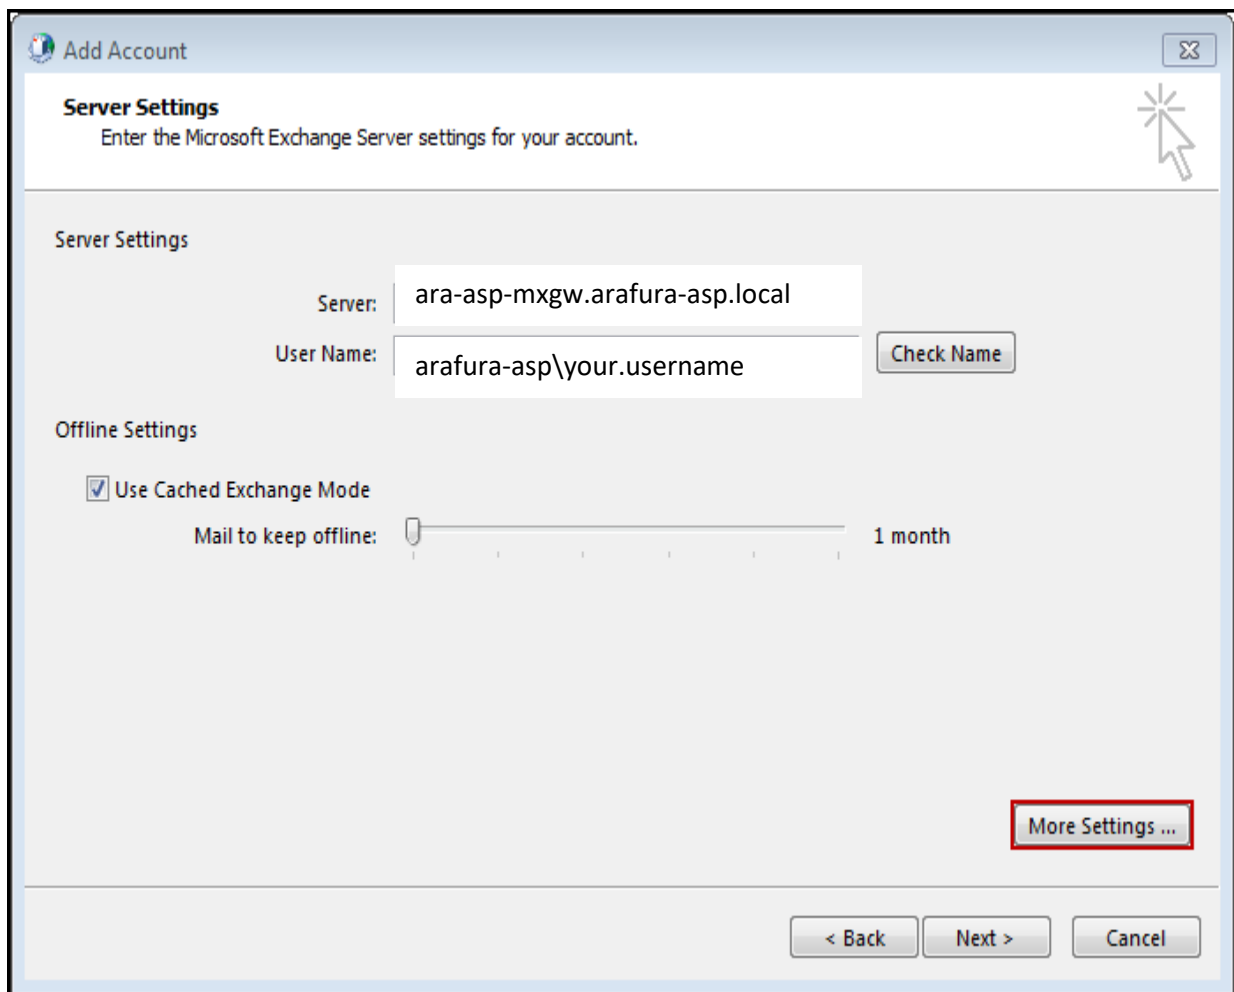 Add Account
Server Settings
Enter the Microsoft Exchange Server settings for your account.
Server Settings
Server: ara-asp-mxgw.arafura-asp.local
User Name: arafura-asp\your.username Check Name
Offline Settings
Use Cached Exchange Mode
Mail to keep offline: 1 month
More Settings ...
< Back Next > Cancel